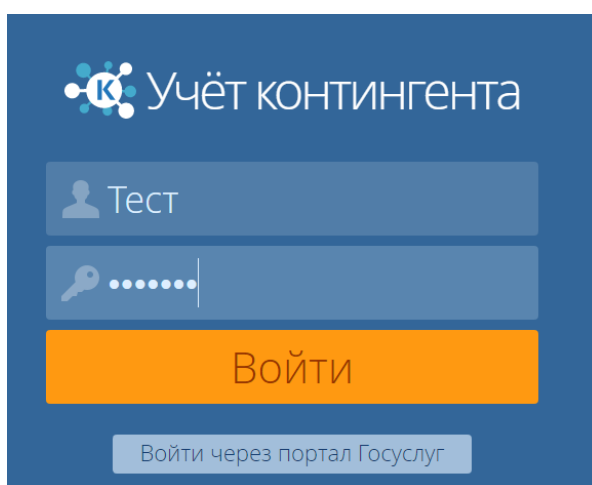 К Учёт контингента
Тест
•••••••
Войти
Войти через портал Госуслуг